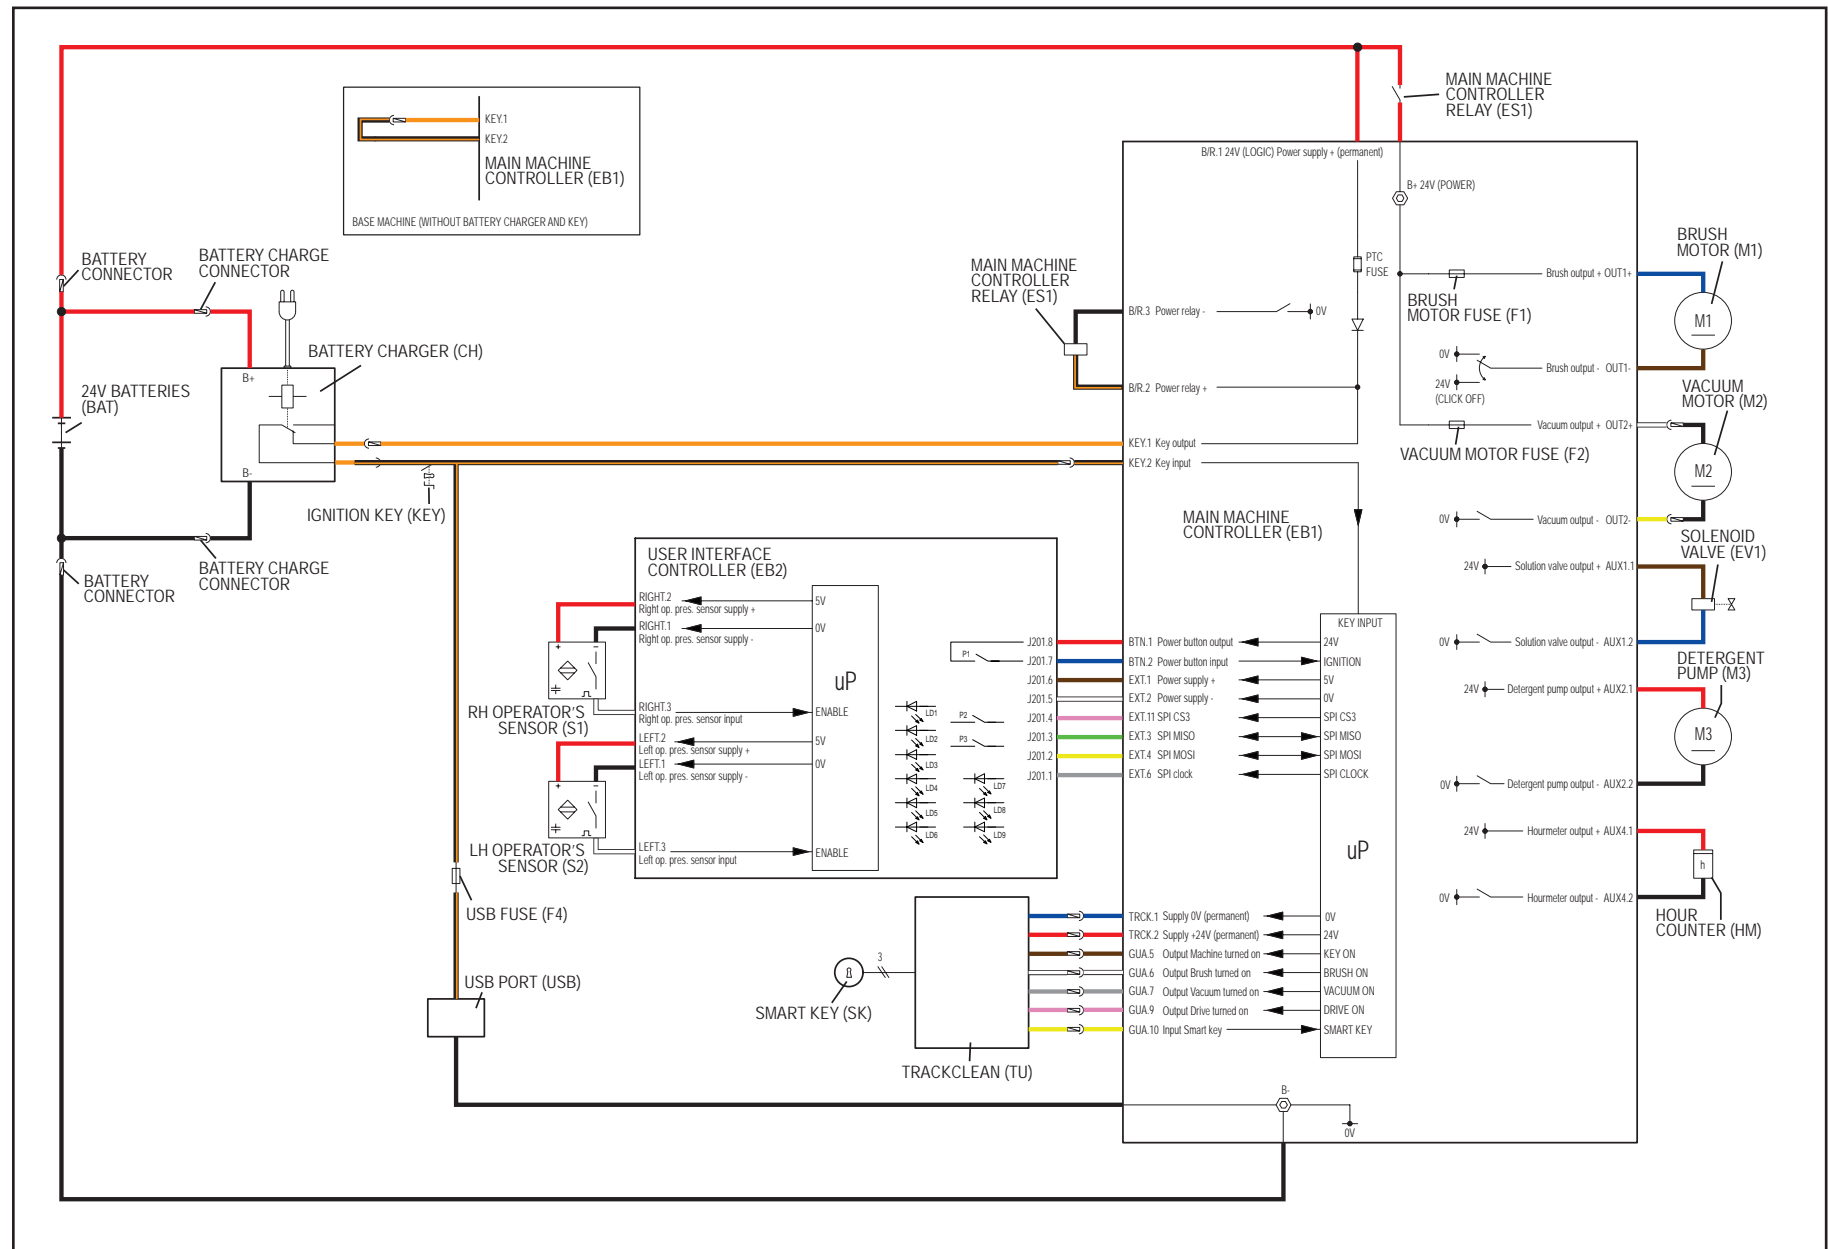 MAIN MACHINE
CONTROLLER
RELAY (ES1)
KEY.1
KEY.2
MAIN MACHINE
CONTROLLER (EB1)
BASE MACHINE (WITHOUT BATTERY CHARGER AND KEY)
B/R.1 24V (LOGIC) Power supply + (permanent)
B+ 24V (POWER)
BATTERY
CONNECTOR
BATTERY CHARGE
CONNECTOR
BATTERY CHARGER (CH)
B+
B-
24V BATTERIES
(BAT)
IGNITION KEY (KEY)
BATTERY
CONNECTOR
BATTERY CHARGE
CONNECTOR
MAIN MACHINE
CONTROLLER
RELAY (ES1)
B/R.3 Power relay -
0V
B/R.2 Power relay +
KEY.1 Key output
KEY.2 Key input
PTC
FUSE
BRUSH
MOTOR FUSE (F1)
Brush output + OUT1+
BRUSH
MOTOR (M1)
M1
0V
24V
(CLICK OFF)
Brush output - OUT1-
VACUUM
MOTOR (M2)
Vacuum output + OUT2+
VACUUM MOTOR FUSE (F2)
M2
0V
Vacuum output - OUT2-
MAIN MACHINE
CONTROLLER (EB1)
SOLENOID
VALVE (EV1)
24V
Solution valve output + AUX1.1
0V
Solution valve output - AUX1.2
DETERGENT
PUMP (M3)
24V
Detergent pump output + AUX2.1
M3
0V
Detergent pump output - AUX2.2
24V
Hourmeter output + AUX4.1
h
0V
Hourmeter output - AUX4.2
HOUR
COUNTER (HM)
USER INTERFACE
CONTROLLER (EB2)
RIGHT.2
Right op. pres. sensor supply +
5V
RIGHT.1
Right op. pres. sensor supply -
0V
+
-
uP
RIGHT.3
Right op. pres. sensor input
ENABLE
RH OPERATOR'S
SENSOR (S1)
LEFT.2
Left op. pres. sensor supply +
5V
LEFT.1
Left op. pres. sensor supply -
0V
+
-
LEFT.3
Left op. pres. sensor input
ENABLE
LH OPERATOR'S
SENSOR (S2)
P1
P2
P3
LD1
LD2
LD3
LD4
LD5
LD6
LD7
LD8
LD9
J201.8
J201.7
J201.6
J201.5
J201.4
J201.3
J201.2
J201.1
KEY INPUT
BTN.1 Power button output
24V
BTN.2 Power button input
IGNITION
EXT.1 Power supply +
5V
EXT.2 Power supply -
0V
EXT.11 SPI CS3
SPI CS3
EXT.3 SPI MISO
SPI MISO
EXT.4 SPI MOSI
SPI MOSI
EXT.6 SPI clock
SPI CLOCK
uP
TRCK.1 Supply 0V (permanent)
0V
TRCK.2 Supply +24V (permanent)
24V
GUA.5 Output Machine turned on
KEY ON
GUA.6 Output Brush turned on
BRUSH ON
GUA.7 Output Vacuum turned on
VACUUM ON
GUA.9 Output Drive turned on
DRIVE ON
GUA.10 Input Smart key
SMART KEY
USB FUSE (F4)
USB PORT (USB)
3
SMART KEY (SK)
TRACKCLEAN (TU)
B-
0V